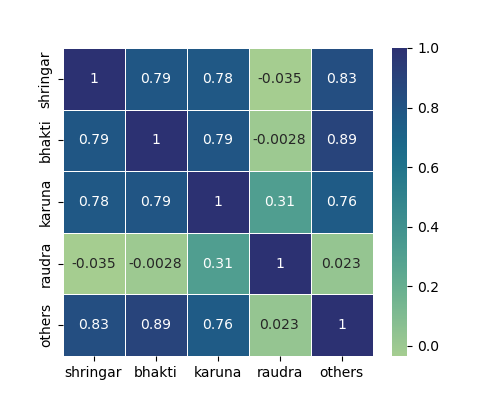 shringar 1 0.79 0.78 -0.035 0.83
bhakti 0.79 1 0.79 -0.0028 0.89
karuna 0.78 0.79 1 0.31 0.76
raudra -0.035 -0.0028 0.31 1 0.023
others 0.83 0.89 0.76 0.023 1
shringar bhakti karuna raudra others
1.0
0.8
0.6
0.4
0.2
0.0